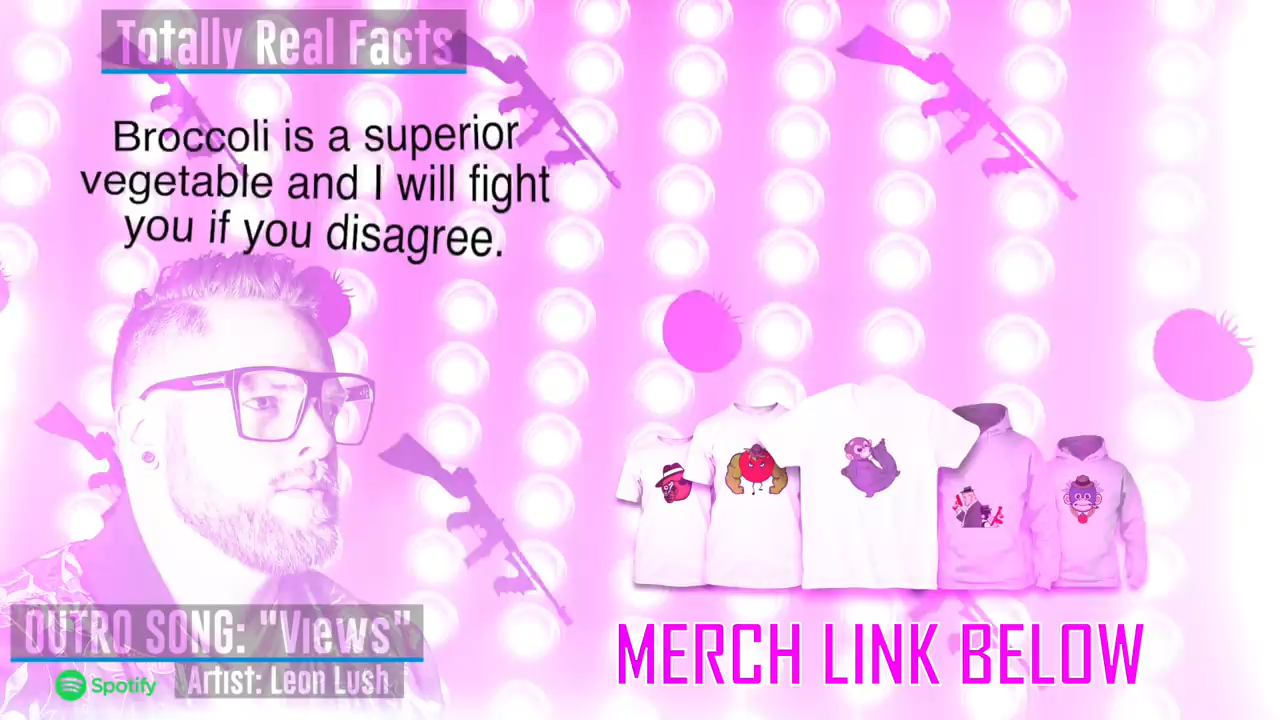 Totally Real Facts
Broccoli is a superior
vegetable and I will fight
you if you disagree.
OUTRO SONG: "Views"
Spotify
Artist: Leon Lush
MERCH LINK BELOW